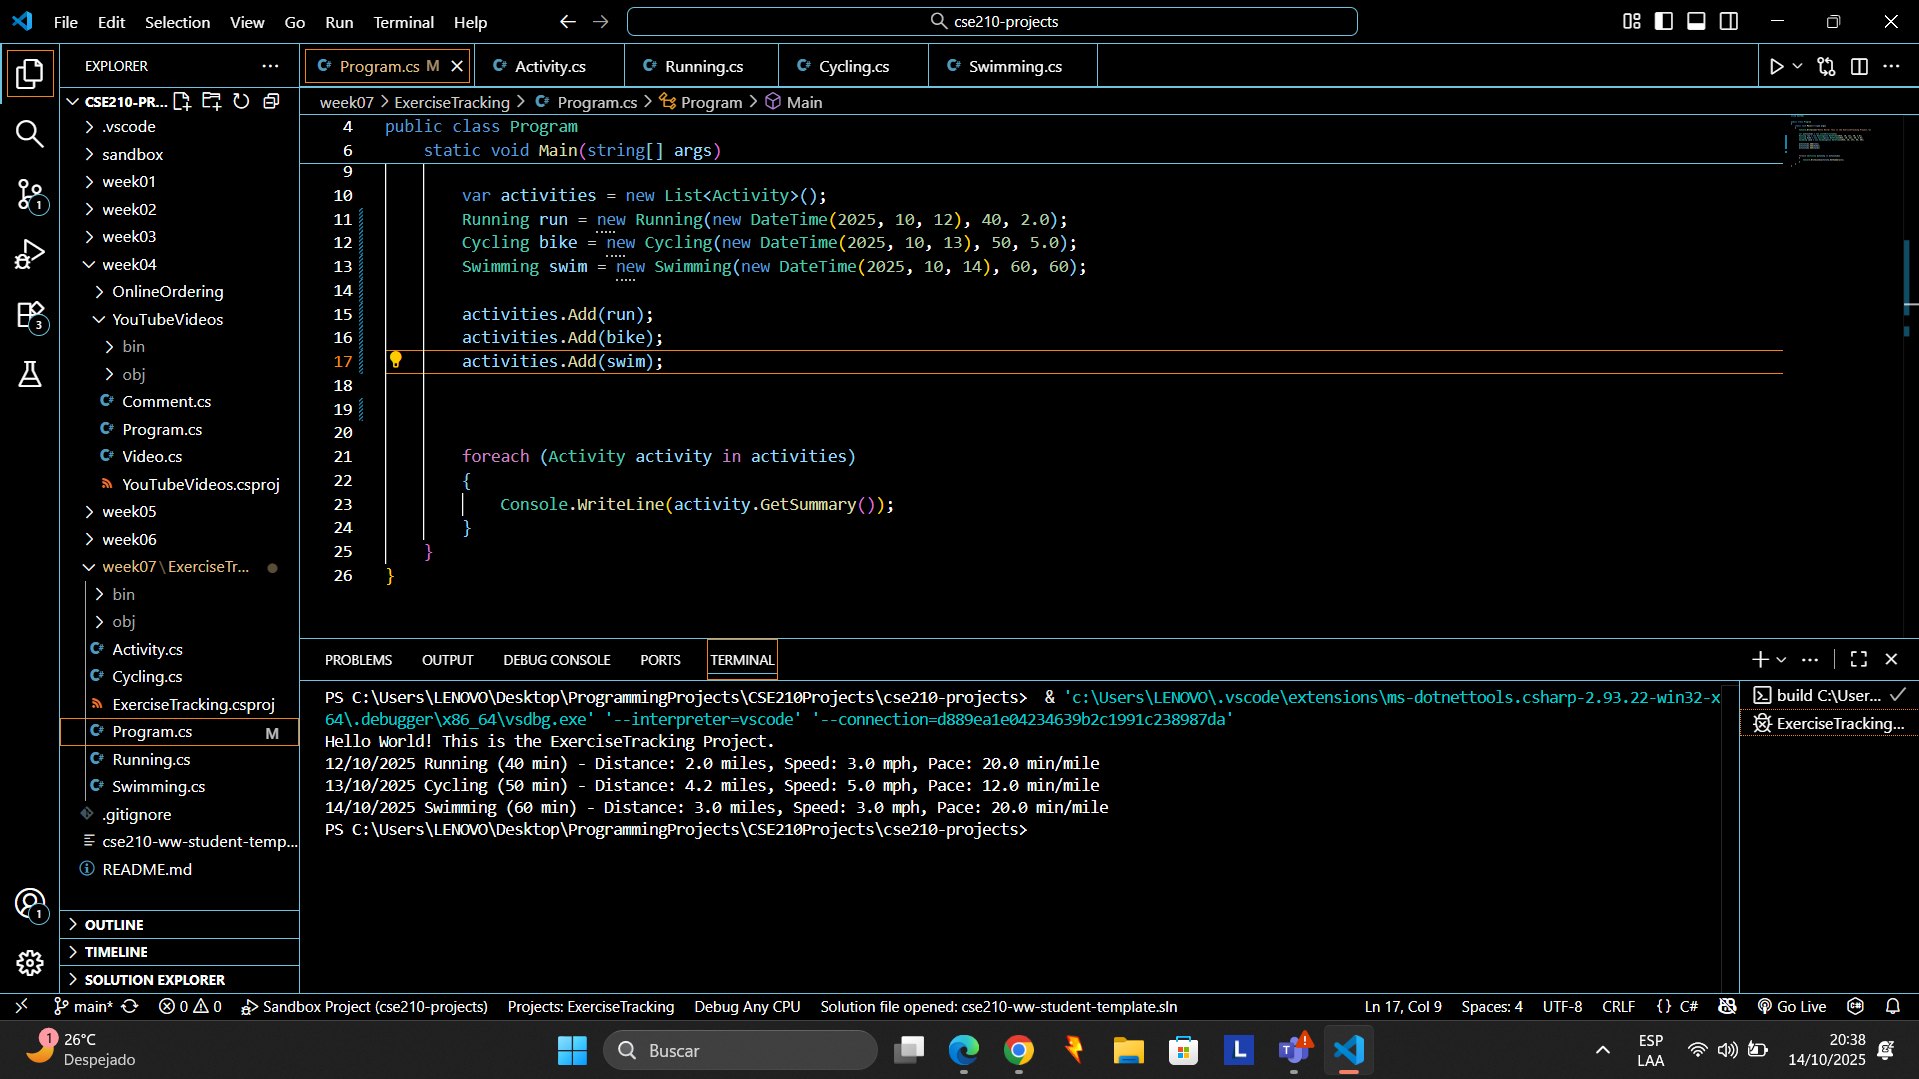 File Edit Selection View Go Run Terminal Help
cse210-projects
EXPLORER
CSE210-PR...
.vscode
sandbox
week01
week02
week03
week04
OnlineOrdering
YouTubeVideos
bin
obj
Comment.cs
Program.cs
Video.cs
YouTubeVideos.csproj
week05
week06
week07\ExerciseTr...
bin
obj
Activity.cs
Cycling.cs
ExerciseTracking.csproj
Program.cs M
Running.cs
Swimming.cs
.gitignore
cse210-ww-student-temp...
README.md
OUTLINE
TIMELINE
SOLUTION EXPLORER
1
3
1
C# Program.cs M
C# Activity.cs
C# Running.cs
C# Cycling.cs
C# Swimming.cs
week07 > ExerciseTracking > C# Program.cs > Program > Main
4 public class Program
6 static void Main(string[] args)
9
10 var activities = new List<Activity>();
11 Running run = new Running(new DateTime(2025, 10, 12), 40, 2.0);
12 Cycling bike = new Cycling(new DateTime(2025, 10, 13), 50, 5.0);
13 Swimming swim = new Swimming(new DateTime(2025, 10, 14), 60, 60);
14
15 activities.Add(run);
16 activities.Add(bike);
17 activities.Add(swim);
18
19
20
21 foreach (Activity activity in activities)
22 {
23 Console.WriteLine(activity.GetSummary());
24 }
25 }
26 }
PROBLEMS OUTPUT DEBUG CONSOLE PORTS TERMINAL
PS C:\Users\LENOVO\Desktop\ProgrammingProjects\CSE210Projects\cse210-projects> & 'c:\Users\LENOVO\.vscode\extensions\ms-dotnettools.csharp-2.93.22-win32-x
64\.debugger\x86_64\vsdbg.exe' '--interpreter=vscode' '--connection=d889ea1e04234639b2c1991c238987da'
Hello World! This is the ExerciseTracking Project.
12/10/2025 Running (40 min) - Distance: 2.0 miles, Speed: 3.0 mph, Pace: 20.0 min/mile
13/10/2025 Cycling (50 min) - Distance: 4.2 miles, Speed: 5.0 mph, Pace: 12.0 min/mile
14/10/2025 Swimming (60 min) - Distance: 3.0 miles, Speed: 3.0 mph, Pace: 20.0 min/mile
PS C:\Users\LENOVO\Desktop\ProgrammingProjects\CSE210Projects\cse210-projects>
build C:\User...
ExerciseTracking...
main* 0 0 Sandbox Project (cse210-projects) Projects: ExerciseTracking Debug Any CPU Solution file opened: cse210-ww-student-template.sln
Ln 17, Col 9 Spaces: 4 UTF-8 CRLF {} C# Go Live
1
26°C
Despejado
Buscar
L
ESP
LAA
20:38
14/10/2025